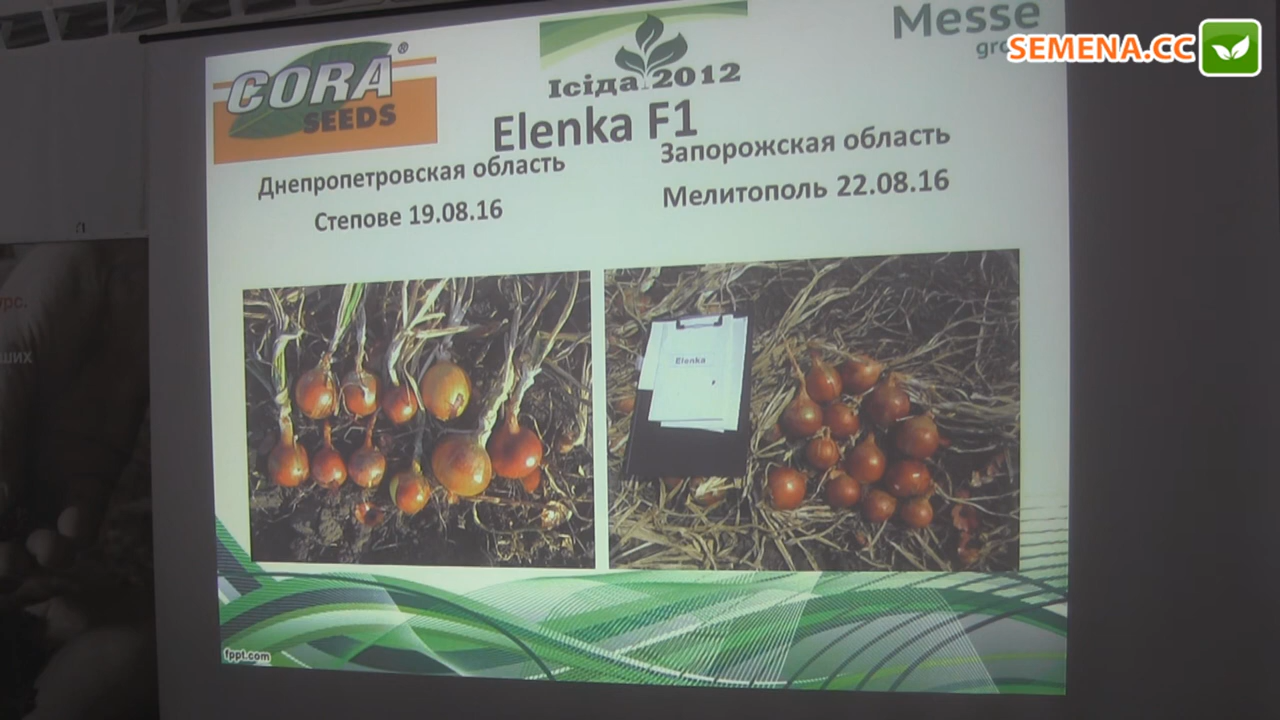 CORA
SEEDS
®
Ісіда 2012
Messe
SEMENA.CC
Elenka F1
Днепропетровская область
Степове 19.08.16
Запорожская область
Мелитополь 22.08.16
Elenka
fppt.com